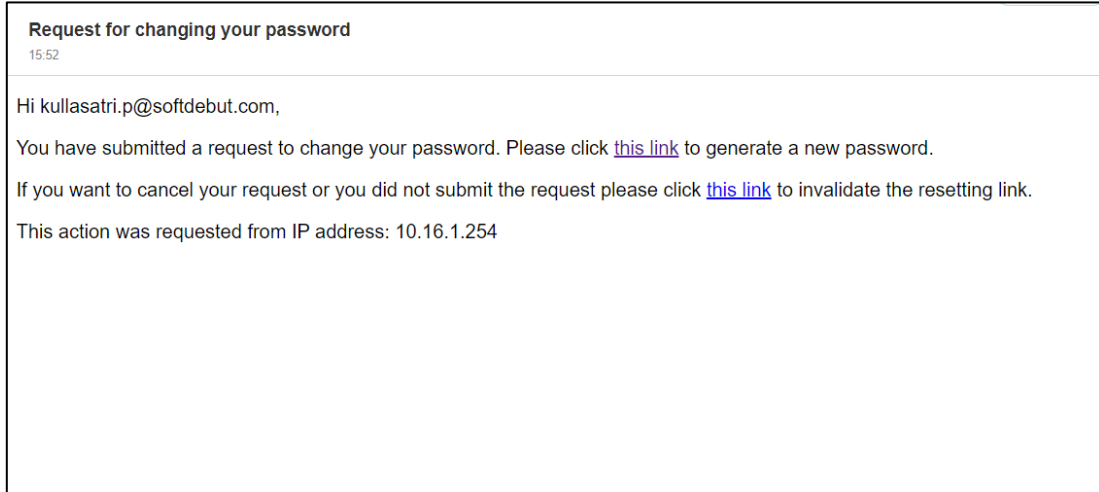 Request for changing your password
15:52
Hi kullasatri.p@softdebut.com,
You have submitted a request to change your password. Please click this link to generate a new password.
If you want to cancel your request or you did not submit the request please click this link to invalidate the resetting link.
This action was requested from IP address: 10.16.1.254